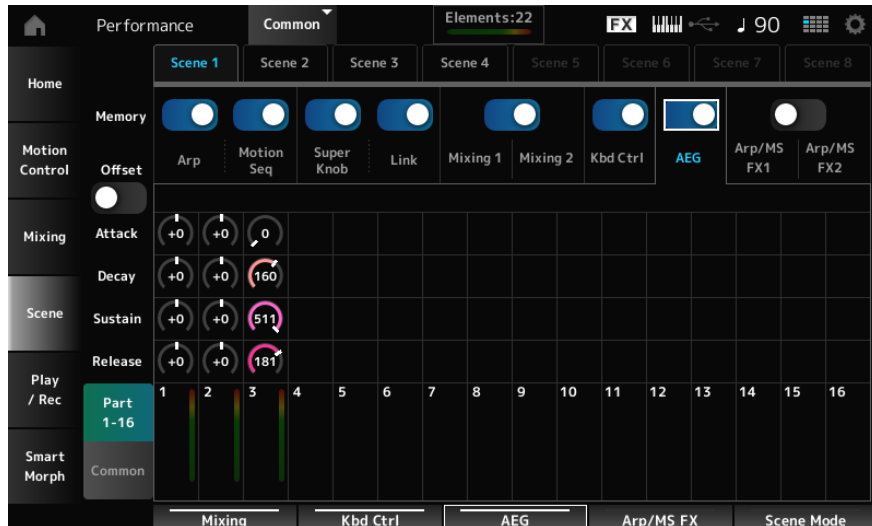 Performance
Common
Elements:22
FX
♩ 90
Home
Scene 1 Scene 2 Scene 3 Scene 4 Scene 5 Scene 6 Scene 7 Scene 8
Memory
Motion
Control
Offset
Arp
Motion
Seq
Super
Knob
Link
Mixing 1
Mixing 2
Kbd Ctrl
AEG
Arp/MS
FX1
Arp/MS
FX2
Mixing
Attack +0 +0 0
Decay +0 +0 160
Scene
Sustain +0 +0 511
Release +0 +0 181
Play
/ Rec
Part
1-16
1 2 3 4 5 6 7 8 9 10 11 12 13 14 15 16
Smart
Morph
Common
Mixing Kbd Ctrl AEG Arp/MS FX Scene Mode